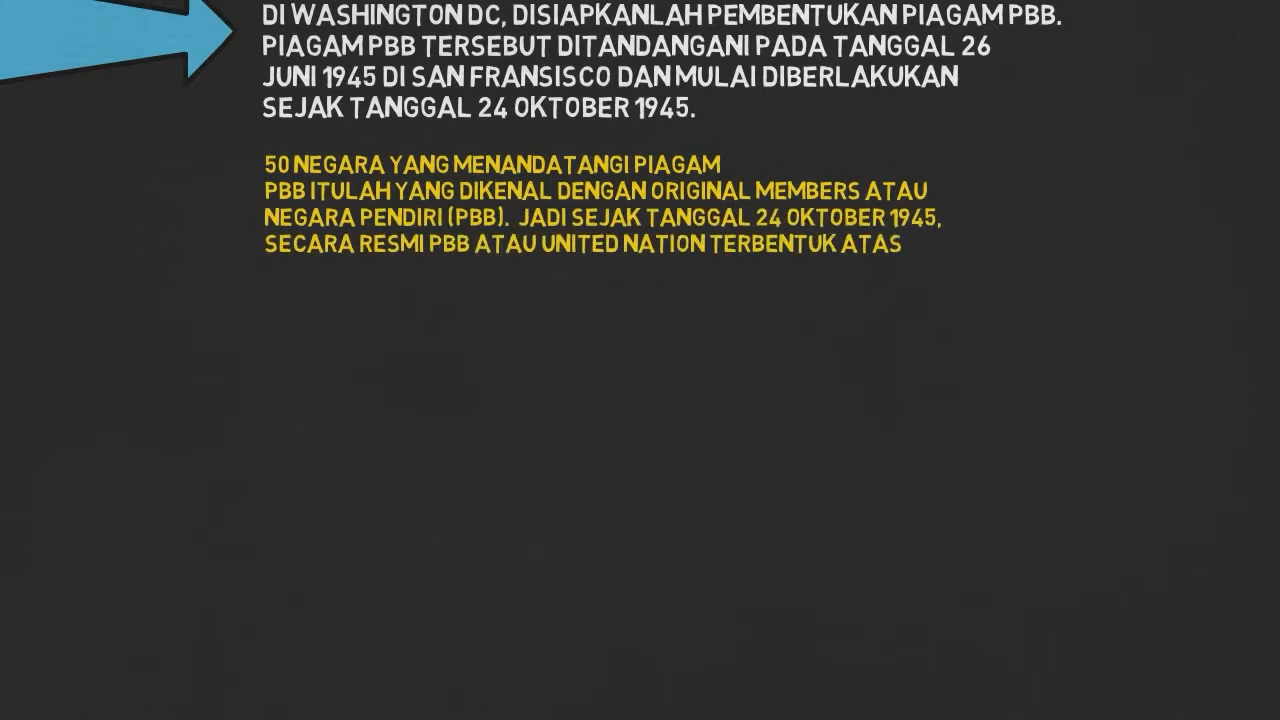 DI WASHINGTON DC, DISIAPKANLAH PEMBENTUKAN PIAGAM PBB.
PIAGAM PBB TERSEBUT DITANDANGANI PADA TANGGAL 26
JUNI 1945 DI SAN FRANSISCO DAN MULAI DIBERLAKUKAN
SEJAK TANGGAL 24 OKTOBER 1945.
50 NEGARA YANG MENANDATANGI PIAGAM
PBB ITULAH YANG DIKENAL DENGAN ORIGINAL MEMBERS ATAU
NEGARA PENDIRI (PBB). JADI SEJAK TANGGAL 24 OKTOBER 1945,
SECARA RESMI PBB ATAU UNITED NATION TERBENTUK ATAS